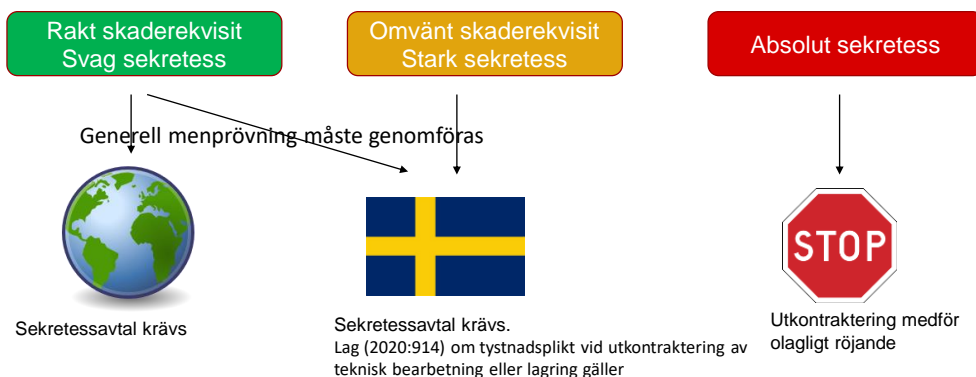 Rakt skaderekvisit
Svag sekretess
Omvänt skaderekvisit
Stark sekretess
Absolut sekretess
Generell menprövning måste genomföras
STOP
Sekretessavtal krävs
Sekretessavtal krävs.
Lag (2020:914) om tystnadsplikt vid utkontraktering av
teknisk bearbetning eller lagring gäller
Utkontraktering medför
olagligt röjande